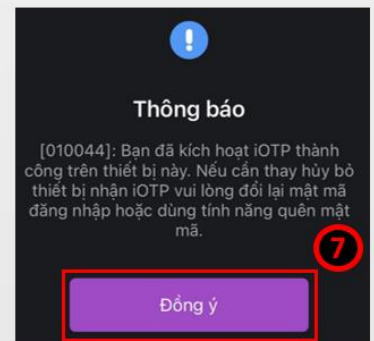 Thông báo
[010044]: Bạn đã kích hoạt iOTP thành
công trên thiết bị này. Nếu cần thay hủy bỏ
thiết bị nhận iOTP vui lòng đổi lại mật mã
đăng nhập hoặc dùng tính năng quên mật
mã.
7
Đồng ý